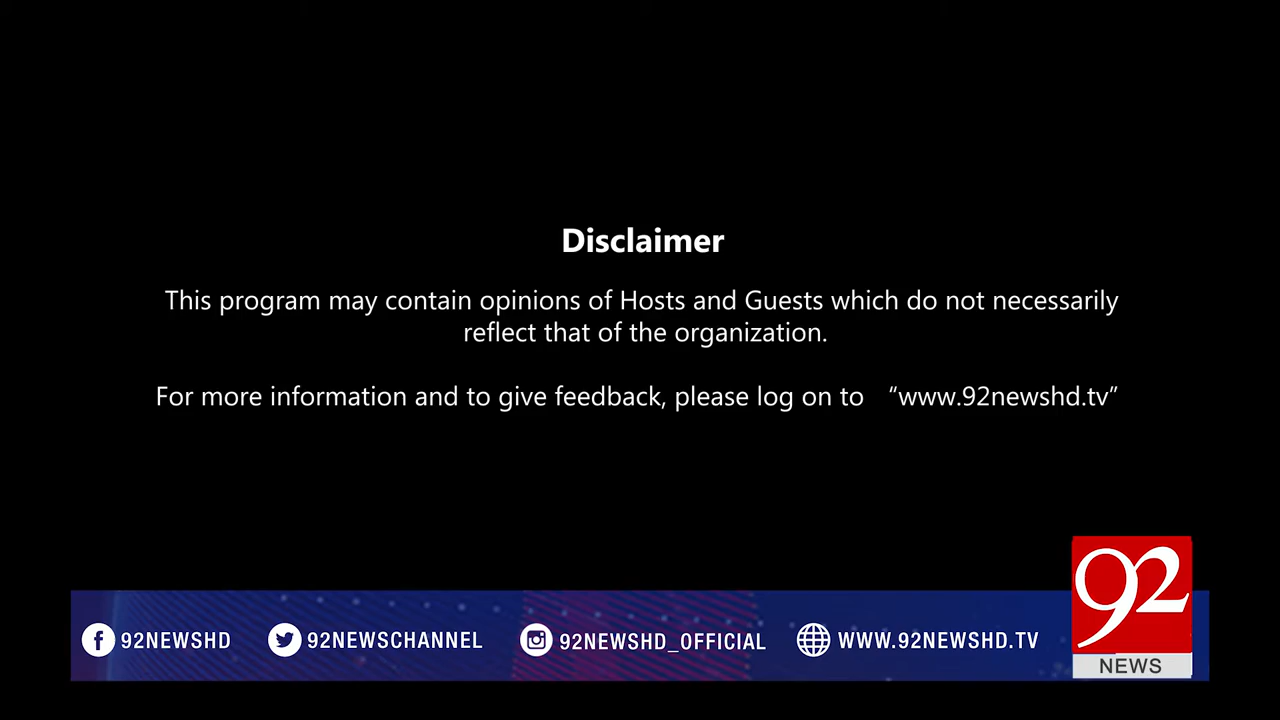 Disclaimer
This program may contain opinions of Hosts and Guests which do not necessarily
reflect that of the organization.
For more information and to give feedback, please log on to “www.92newshd.tv”
92NEWSHD 92NEWSCHANNEL 92NEWSHD_OFFICIAL WWW.92NEWSHD.TV
92
NEWS